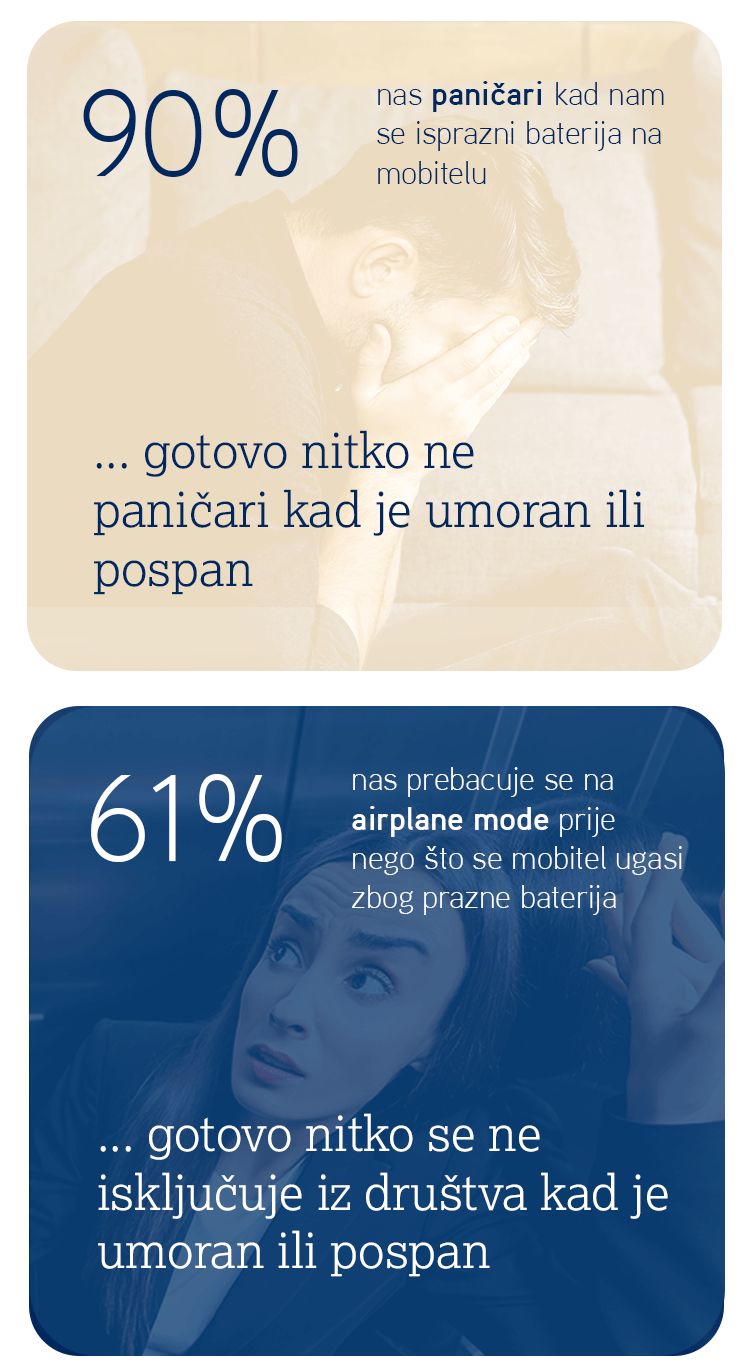 90%
nas paničari kad nam
se isprazni baterija na
mobitelu
... gotovo nitko ne
paničari kad je umoran ili
pospan
61%
nas prebacuje se na
airplane mode prije
nego što se mobitel ugasi
zbog prazne baterija
... gotovo nitko se ne
isključuje iz društva kad je
umoran ili pospan